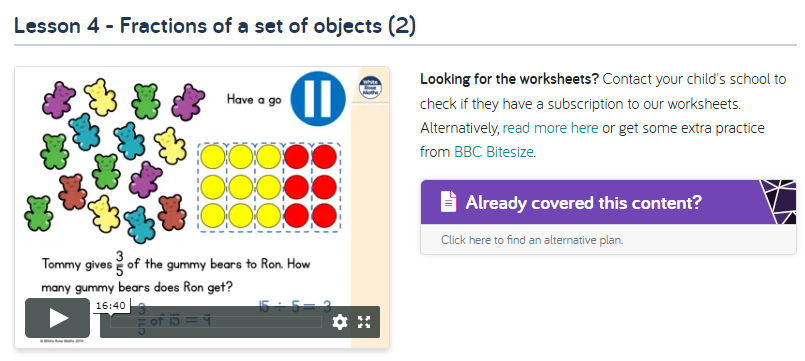 Lesson 4 - Fractions of a set of objects (2)
Have a go
White
Rose
Maths
Tommy gives 3/5 of the gummy bears to Ron. How
many gummy bears does Ron get?
15 ÷ 5 = 3
3/5 of 15 = 9
16:40
© White Rose Maths 2019
Looking for the worksheets? Contact your child's school to
check if they have a subscription to our worksheets.
Alternatively, read more here or get some extra practice
from BBC Bitesize.
Already covered this content?
Click here to find an alternative plan.